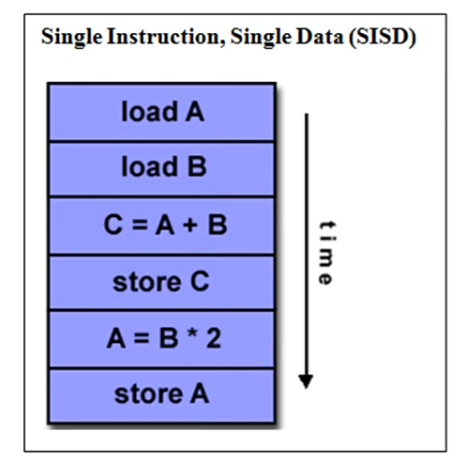 Single Instruction, Single Data (SISD)
load A
load B
C = A + B
store C
A = B * 2
store A
time